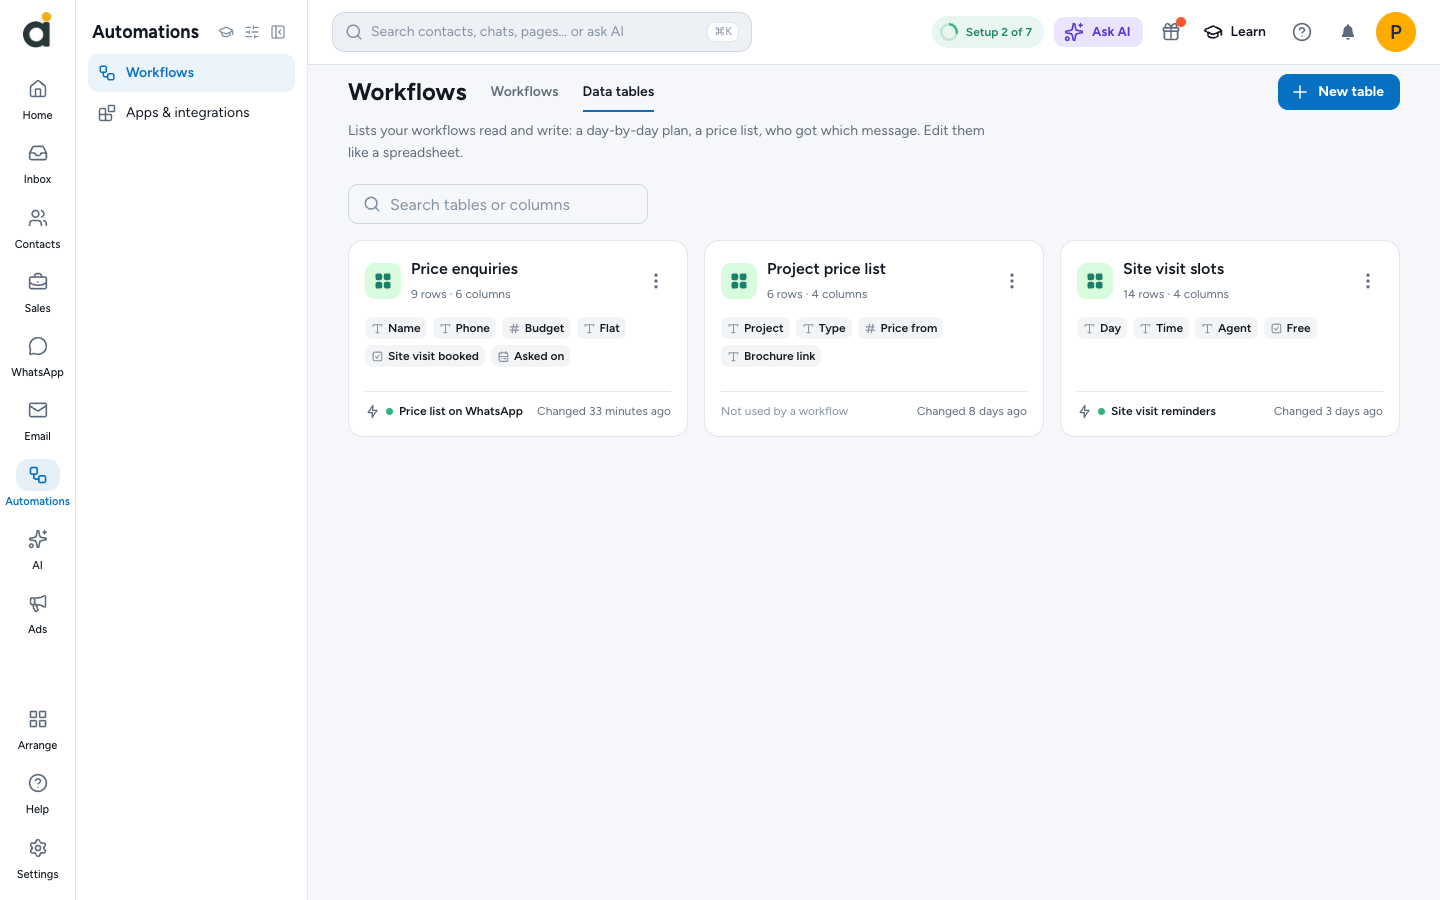 Automations
Search contacts, chats, pages... or ask AI
⌘K
Setup 2 of 7
Ask AI
Learn
P
Home
Inbox
Contacts
Sales
WhatsApp
Email
Automations
AI
Ads
Arrange
Help
Settings
Workflows
Apps & integrations
Workflows
Workflows
Data tables
New table
Lists your workflows read and write: a day-by-day plan, a price list, who got which message. Edit them
like a spreadsheet.
Search tables or columns
Price enquiries
9 rows · 6 columns
Name Phone Budget Flat
Site visit booked Asked on
Price list on WhatsApp Changed 33 minutes ago
Project price list
6 rows · 4 columns
Project Type Price from
Brochure link
Not used by a workflow Changed 8 days ago
Site visit slots
14 rows · 4 columns
Day Time Agent Free
Site visit reminders Changed 3 days ago